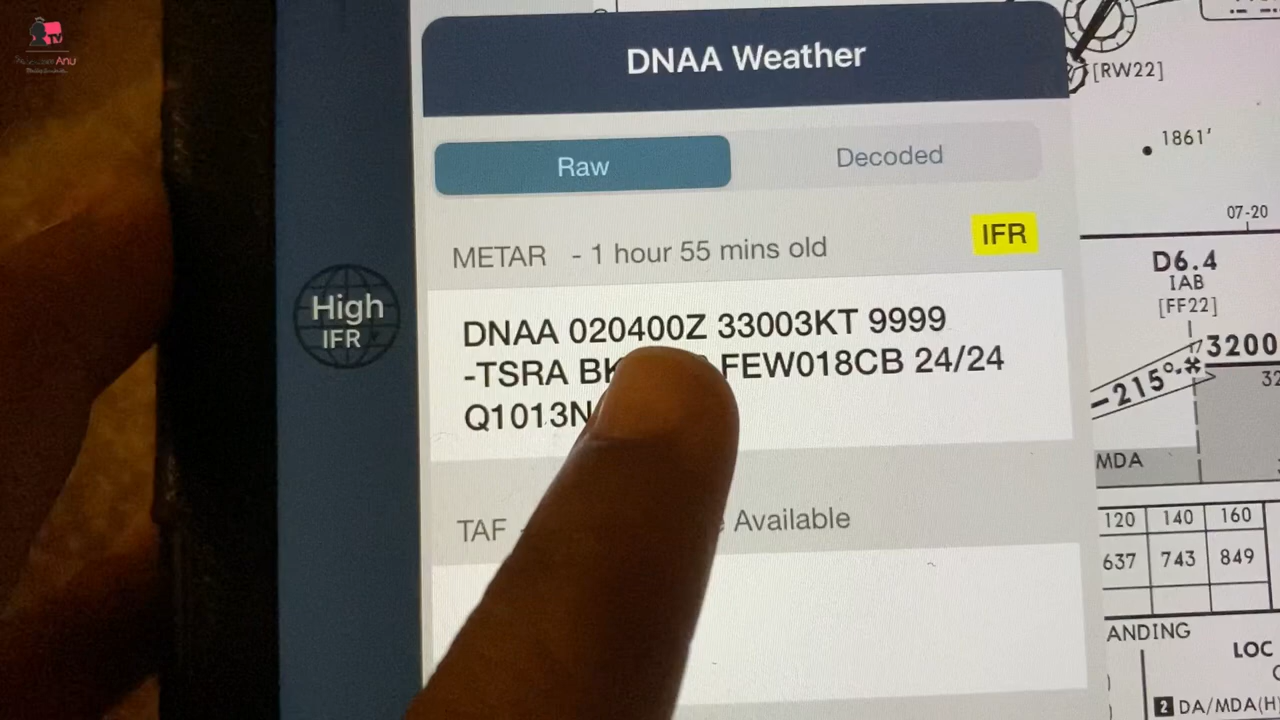 DNAA Weather
[RW22]
Raw
Decoded
1861'
07-20
METAR - 1 hour 55 mins old
IFR
D6.4
IAB
[FF22]
High
IFR
DNAA 020400Z 33003KT 9999
-TSRA FEW018CB 24/24
3200
215°
Q1013
MDA
TAF - Available
120 140 160
637 743 849
ANDING
LOC
2 DA/MDA(H)